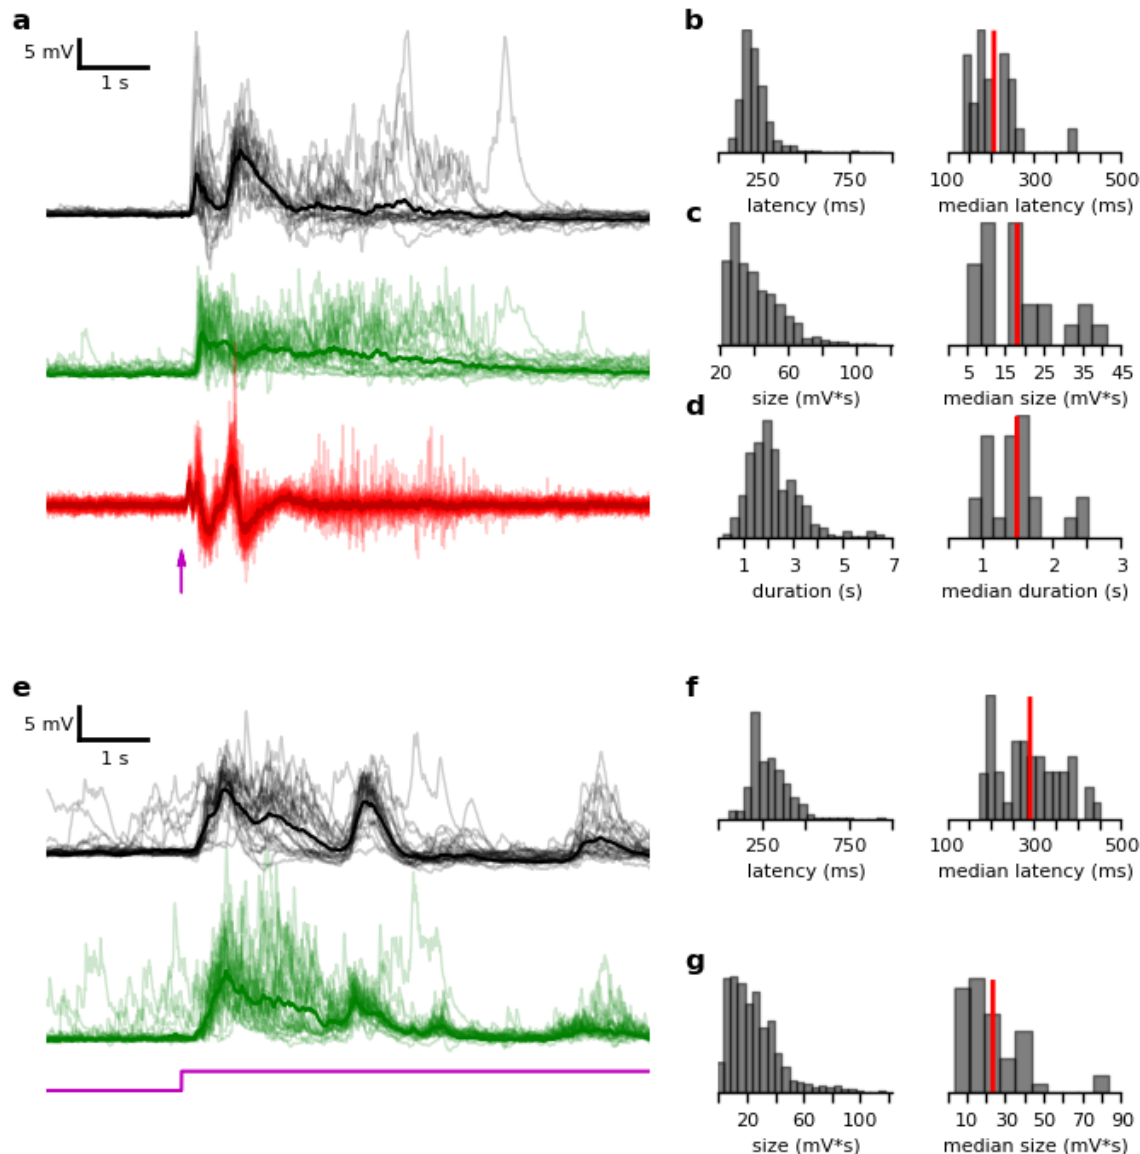 a
5 mV
1 s
b
250 750
latency (ms)
100 300 500
median latency (ms)
c
20 60 100
size (mV*s)
5 15 25 35 45
median size (mV*s)
d
1 3 5 7
duration (s)
1 2 3
median duration (s)
e
5 mV
1 s
f
250 750
latency (ms)
100 300 500
median latency (ms)
g
20 60 100
size (mV*s)
10 30 50 70 90
median size (mV*s)